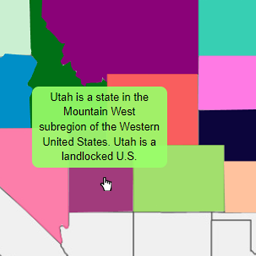 Utah is a state in the
Mountain West
subregion of the Western
United States. Utah is a
landlocked U.S.